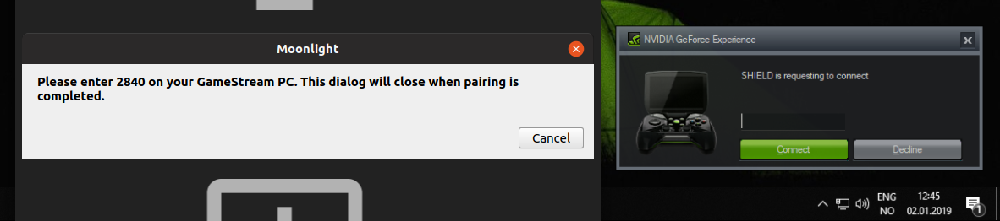 Moonlight
Please enter 2840 on your GameStream PC. This dialog will close when pairing is
completed.
Cancel
NVIDIA GeForce Experience
SHIELD is requesting to connect
Connect
Decline
ENG
NO
12:45
02.01.2019
1